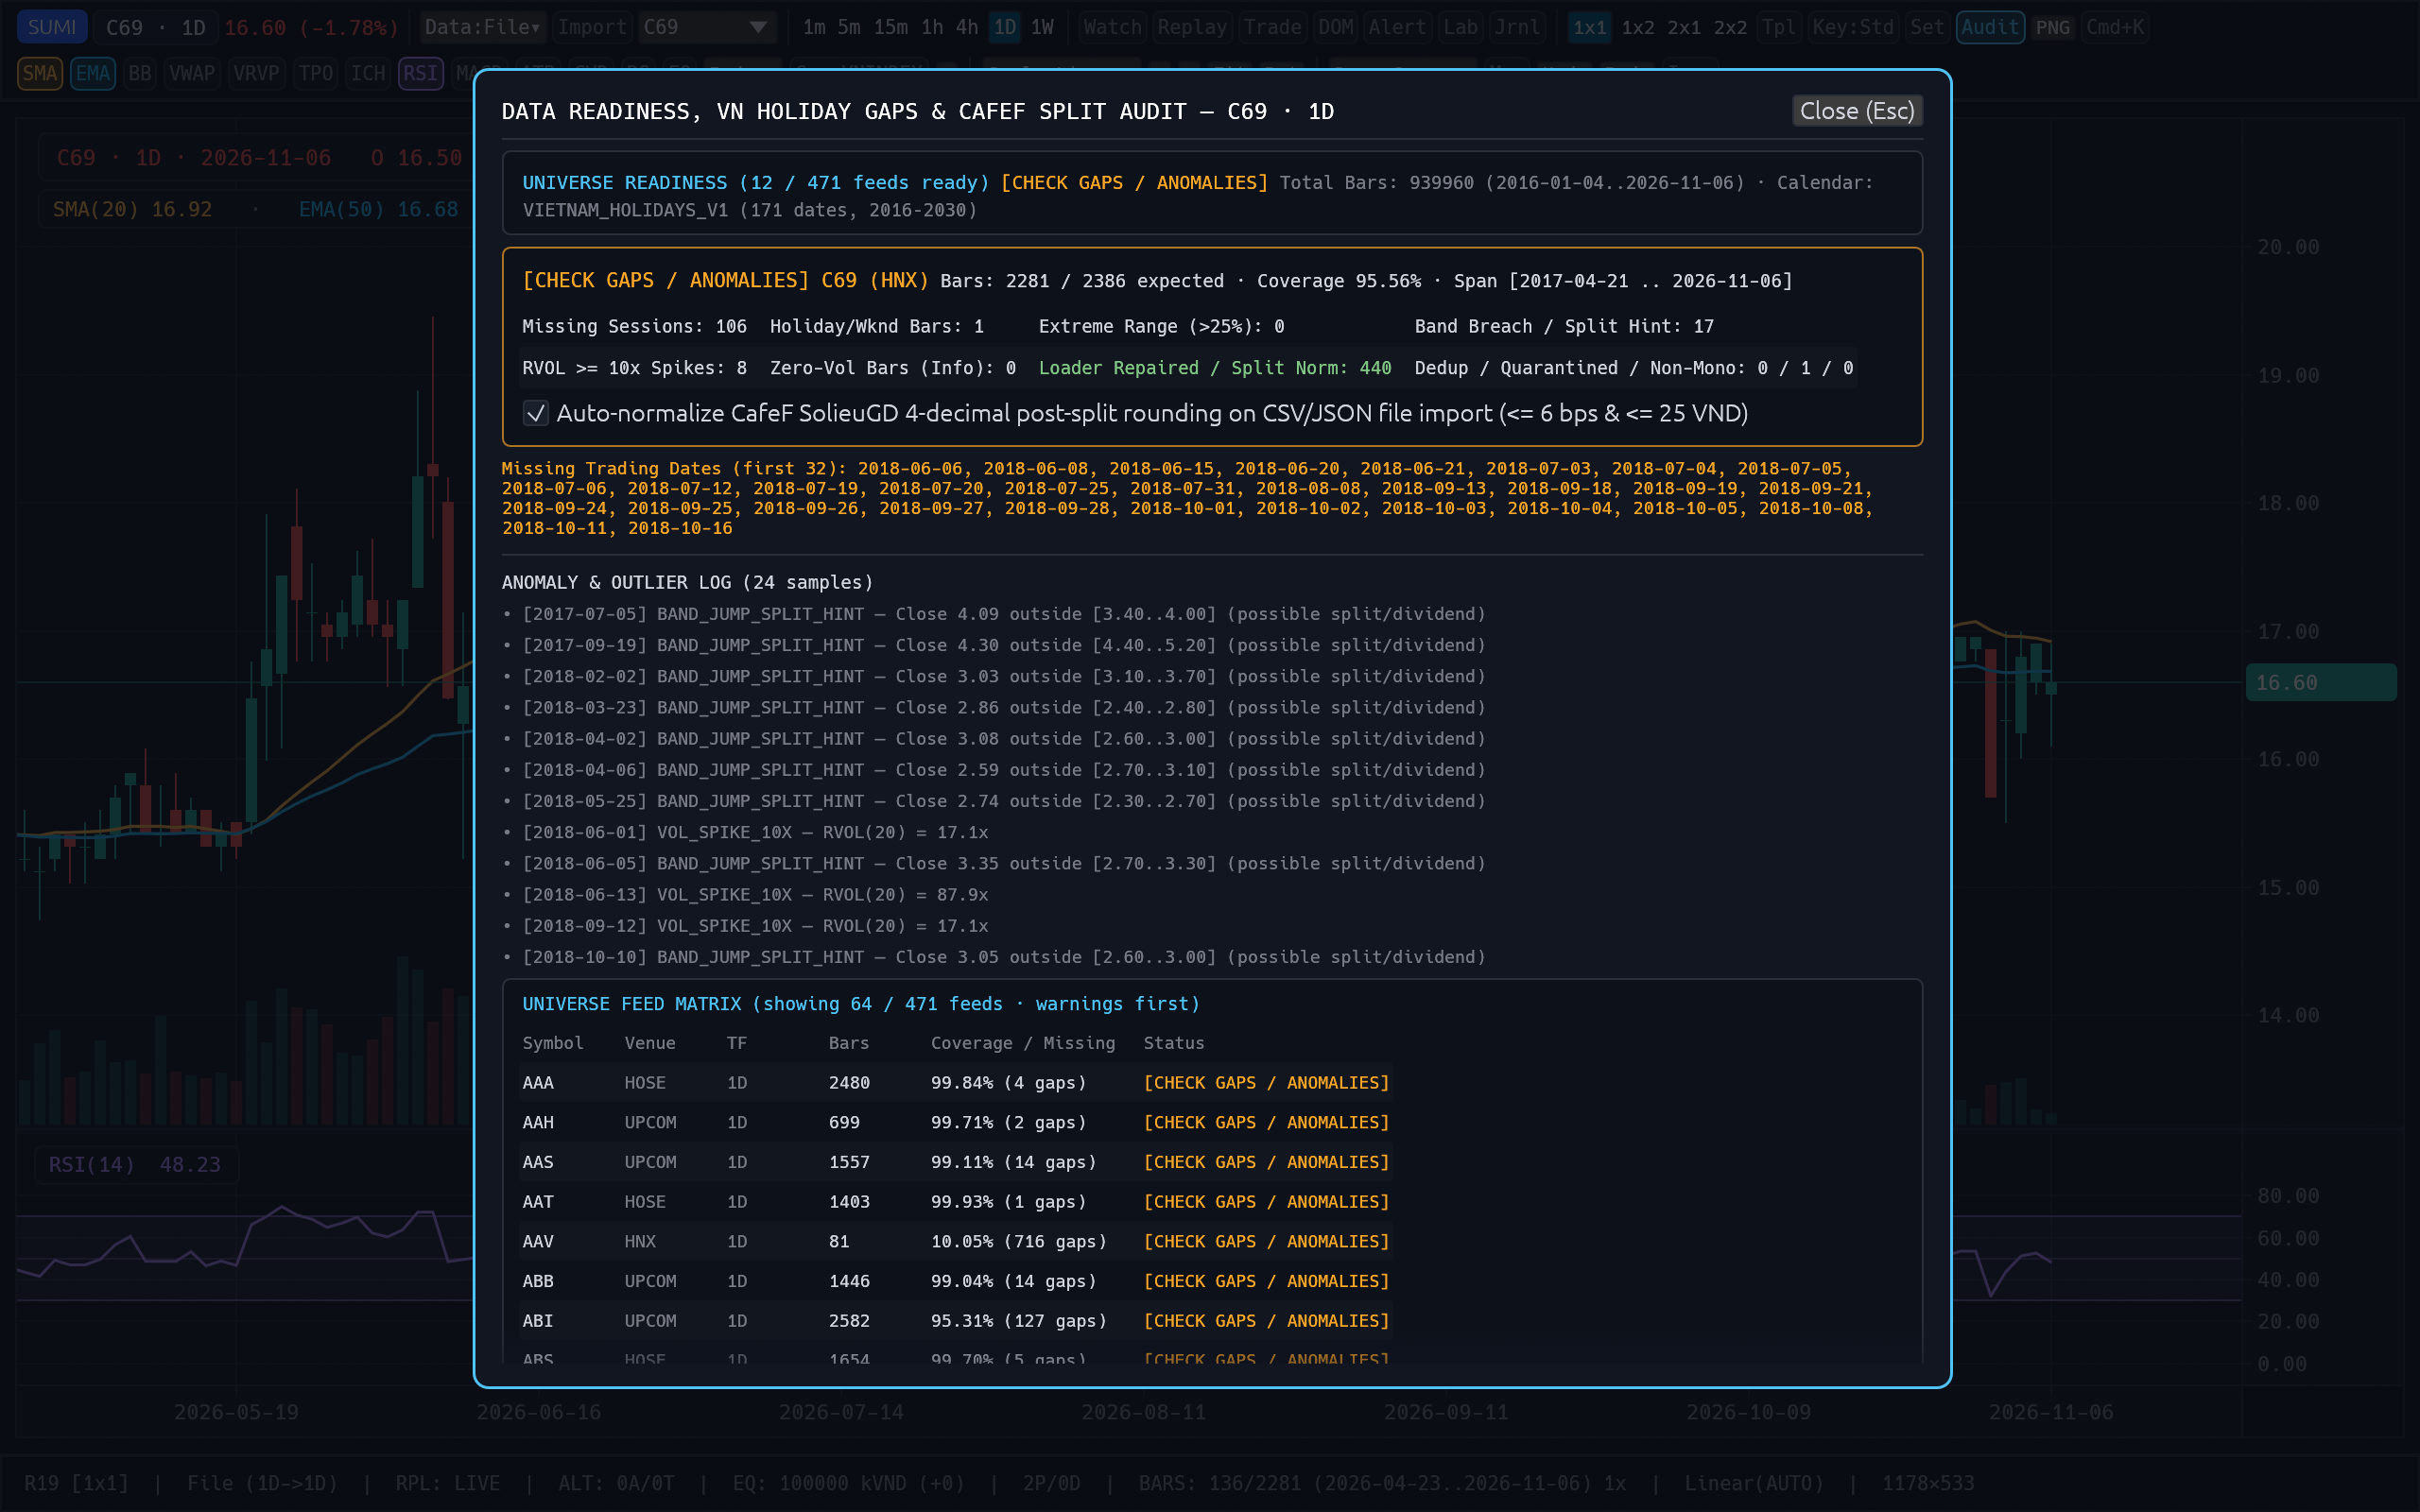 SUMI C69 · 1D 16.60 (-1.78%) Data:File▾ Import C69 1m 5m 15m 1h 4h 1D 1W Watch Replay Trade DOM Alert Lab Jrnl 1x1 1x2 2x1 2x2 Tpl Key:Std Set Audit PNG Cmd+K
SMA EMA BB VWAP VRVP TPO ICH RSI
DATA READINESS, VN HOLIDAY GAPS & CAFEF SPLIT AUDIT — C69 · 1D Close (Esc)
C69 · 1D · 2026-11-06 O 16.50
SMA(20) 16.92 · EMA(50) 16.68
UNIVERSE READINESS (12 / 471 feeds ready) [CHECK GAPS / ANOMALIES] Total Bars: 939960 (2016-01-04..2026-11-06) · Calendar:
VIETNAM_HOLIDAYS_V1 (171 dates, 2016-2030)
[CHECK GAPS / ANOMALIES] C69 (HNX) Bars: 2281 / 2386 expected · Coverage 95.56% · Span [2017-04-21 .. 2026-11-06]
Missing Sessions: 106 Holiday/Wknd Bars: 1 Extreme Range (>25%): 0 Band Breach / Split Hint: 17
RVOL >= 10x Spikes: 8 Zero-Vol Bars (Info): 0 Loader Repaired / Split Norm: 440 Dedup / Quarantined / Non-Mono: 0 / 1 / 0
Auto-normalize CafeF SolieuGD 4-decimal post-split rounding on CSV/JSON file import (<= 6 bps & <= 25 VND)
Missing Trading Dates (first 32): 2018-06-06, 2018-06-08, 2018-06-15, 2018-06-20, 2018-06-21, 2018-07-03, 2018-07-04, 2018-07-05,
2018-07-06, 2018-07-12, 2018-07-19, 2018-07-20, 2018-07-25, 2018-07-31, 2018-08-08, 2018-09-13, 2018-09-18, 2018-09-19, 2018-09-21,
2018-09-24, 2018-09-25, 2018-09-26, 2018-09-27, 2018-09-28, 2018-10-01, 2018-10-02, 2018-10-03, 2018-10-04, 2018-10-05, 2018-10-08,
2018-10-11, 2018-10-16
ANOMALY & OUTLIER LOG (24 samples)
• [2017-07-05] BAND_JUMP_SPLIT_HINT — Close 4.09 outside [3.40..4.00] (possible split/dividend)
• [2017-09-19] BAND_JUMP_SPLIT_HINT — Close 4.30 outside [4.40..5.20] (possible split/dividend)
• [2018-02-02] BAND_JUMP_SPLIT_HINT — Close 3.03 outside [3.10..3.70] (possible split/dividend)
• [2018-03-23] BAND_JUMP_SPLIT_HINT — Close 2.86 outside [2.40..2.80] (possible split/dividend)
• [2018-04-02] BAND_JUMP_SPLIT_HINT — Close 3.08 outside [2.60..3.00] (possible split/dividend)
• [2018-04-06] BAND_JUMP_SPLIT_HINT — Close 2.59 outside [2.70..3.10] (possible split/dividend)
• [2018-05-25] BAND_JUMP_SPLIT_HINT — Close 2.74 outside [2.30..2.70] (possible split/dividend)
• [2018-06-01] VOL_SPIKE_10X — RVOL(20) = 17.1x
• [2018-06-05] BAND_JUMP_SPLIT_HINT — Close 3.35 outside [2.70..3.30] (possible split/dividend)
• [2018-06-13] VOL_SPIKE_10X — RVOL(20) = 87.9x
• [2018-09-12] VOL_SPIKE_10X — RVOL(20) = 17.1x
• [2018-10-10] BAND_JUMP_SPLIT_HINT — Close 3.05 outside [2.60..3.00] (possible split/dividend)
UNIVERSE FEED MATRIX (showing 64 / 471 feeds · warnings first)
Symbol Venue TF Bars Coverage / Missing Status
AAA HOSE 1D 2480 99.84% (4 gaps) [CHECK GAPS / ANOMALIES]
AAH UPCOM 1D 699 99.71% (2 gaps) [CHECK GAPS / ANOMALIES]
AAS UPCOM 1D 1557 99.11% (14 gaps) [CHECK GAPS / ANOMALIES]
AAT HOSE 1D 1403 99.93% (1 gaps) [CHECK GAPS / ANOMALIES]
AAV HNX 1D 81 10.05% (716 gaps) [CHECK GAPS / ANOMALIES]
ABB UPCOM 1D 1446 99.04% (14 gaps) [CHECK GAPS / ANOMALIES]
ABI UPCOM 1D 2582 95.31% (127 gaps) [CHECK GAPS / ANOMALIES]
ABS HOSE 1D 1654 99.70% (5 gaps) [CHECK GAPS / ANOMALIES]
20.00
19.00
18.00
17.00
16.60
16.00
15.00
14.00
RSI(14) 48.23
80.00
60.00
40.00
20.00
0.00
2026-05-19 2026-06-16 2026-07-14 2026-08-11 2026-09-11 2026-10-09 2026-11-06
R19 [1x1] | File (1D->1D) | RPL: LIVE | ALT: 0A/0T | EQ: 100000 kVND (+0) | 2P/0D | BARS: 136/2281 (2026-04-23..2026-11-06) 1x | Linear(AUTO) | 1178×533